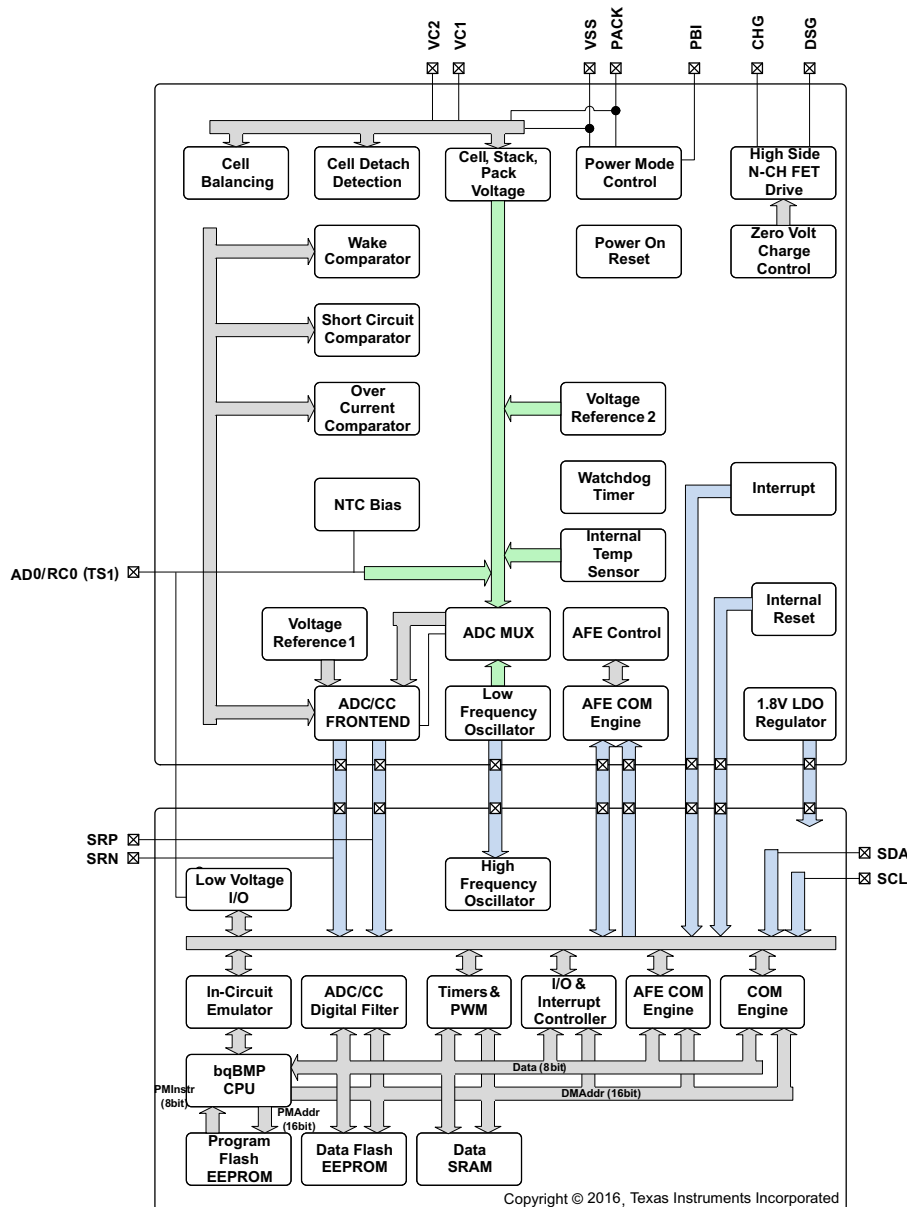 VC2
VC1
VSS
PACK
PBI
CHG
DSG
Cell
Balancing
Cell Detach
Detection
Cell, Stack,
Pack
Voltage
Power Mode
Control
High Side
N-CH FET
Drive
Wake
Comparator
Power On
Reset
Zero Volt
Charge
Control
Short Circuit
Comparator
Over
Current
Comparator
Voltage
Reference2
NTC Bias
Watchdog
Timer
Interrupt
AD0/RC0 (TS1)
Internal
Temp
Sensor
Voltage
Reference1
ADC MUX
AFE Control
Internal
Reset
ADC/CC
FRONTEND
Low
Frequency
Oscillator
AFE COM
Engine
1.8V LDO
Regulator
SRP
SRN
SDA
SCL
Low Voltage
I/O
High
Frequency
Oscillator
In-Circuit
Emulator
ADC/CC
Digital Filter
Timers&
PWM
I/O &
Interrupt
Controller
AFE COM
Engine
COM
Engine
bqBMP
CPU
Data (8bit)
PMInstr
(8bit)
DMAddr (16bit)
PMAddr
(16bit)
Program
Flash
EEPROM
Data Flash
EEPROM
Data
SRAM
Copyright © 2016, Texas Instruments Incorporated